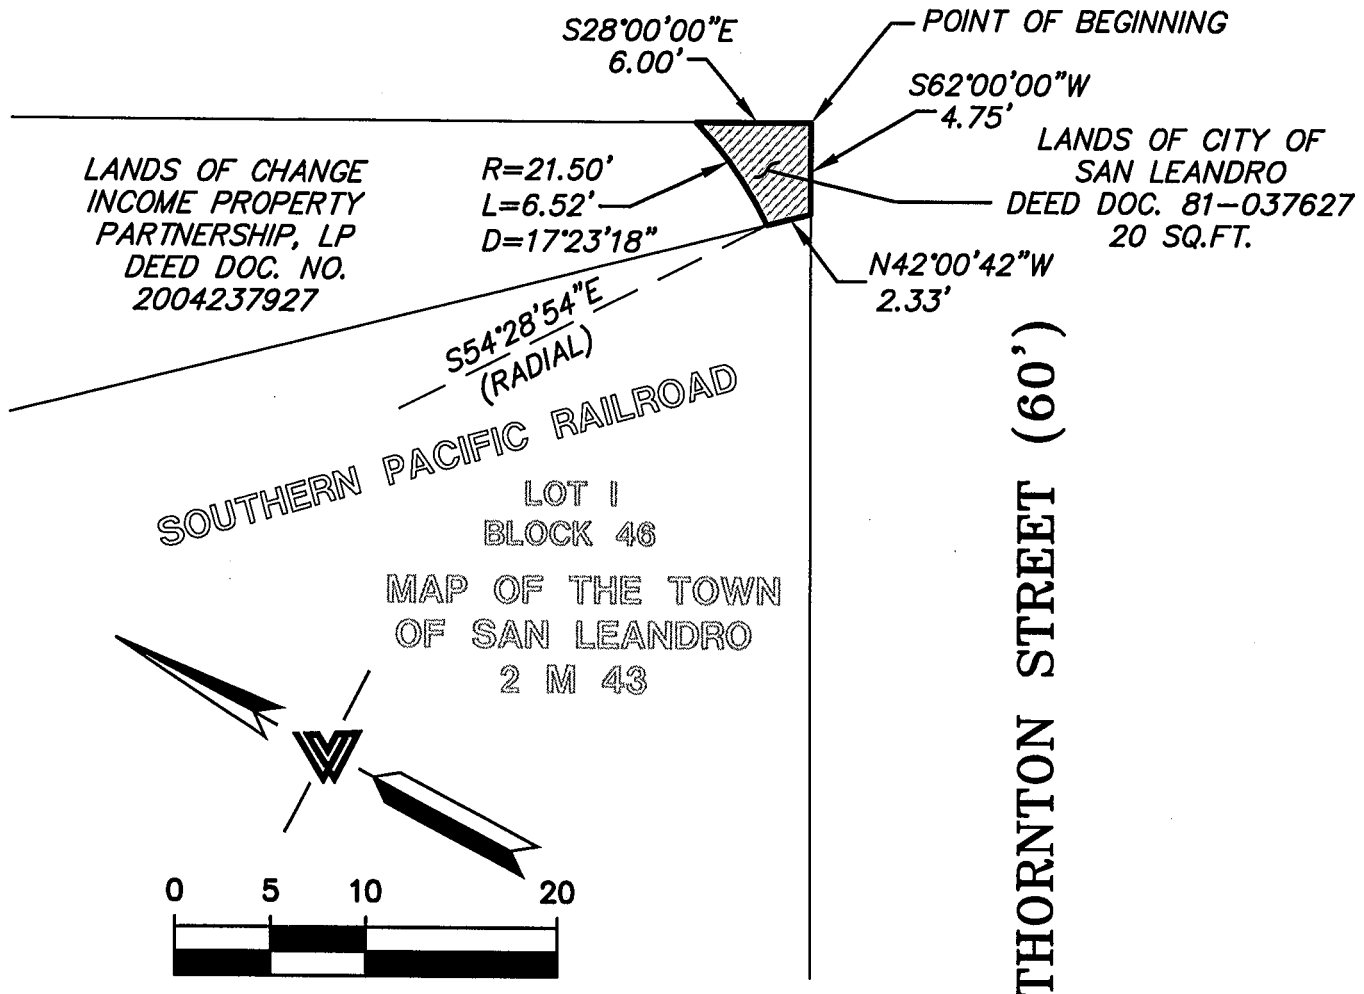 S28°00'00"E
6.00'
POINT OF BEGINNING
S62°00'00"W
4.75'
LANDS OF CITY OF
SAN LEANDRO
DEED DOC. 81-037627
20 SQ.FT.
LANDS OF CHANGE
INCOME PROPERTY
PARTNERSHIP, LP
DEED DOC. NO.
2004237927
R=21.50'
L=6.52'
D=17°23'18"
N42°00'42"W
2.33'
S54°28'54"E
(RADIAL)
SOUTHERN PACIFIC RAILROAD
LOT I
BLOCK 46
MAP OF THE TOWN
OF SAN LEANDRO
2 M 43
THORNTON STREET (60')
0 5 10 20